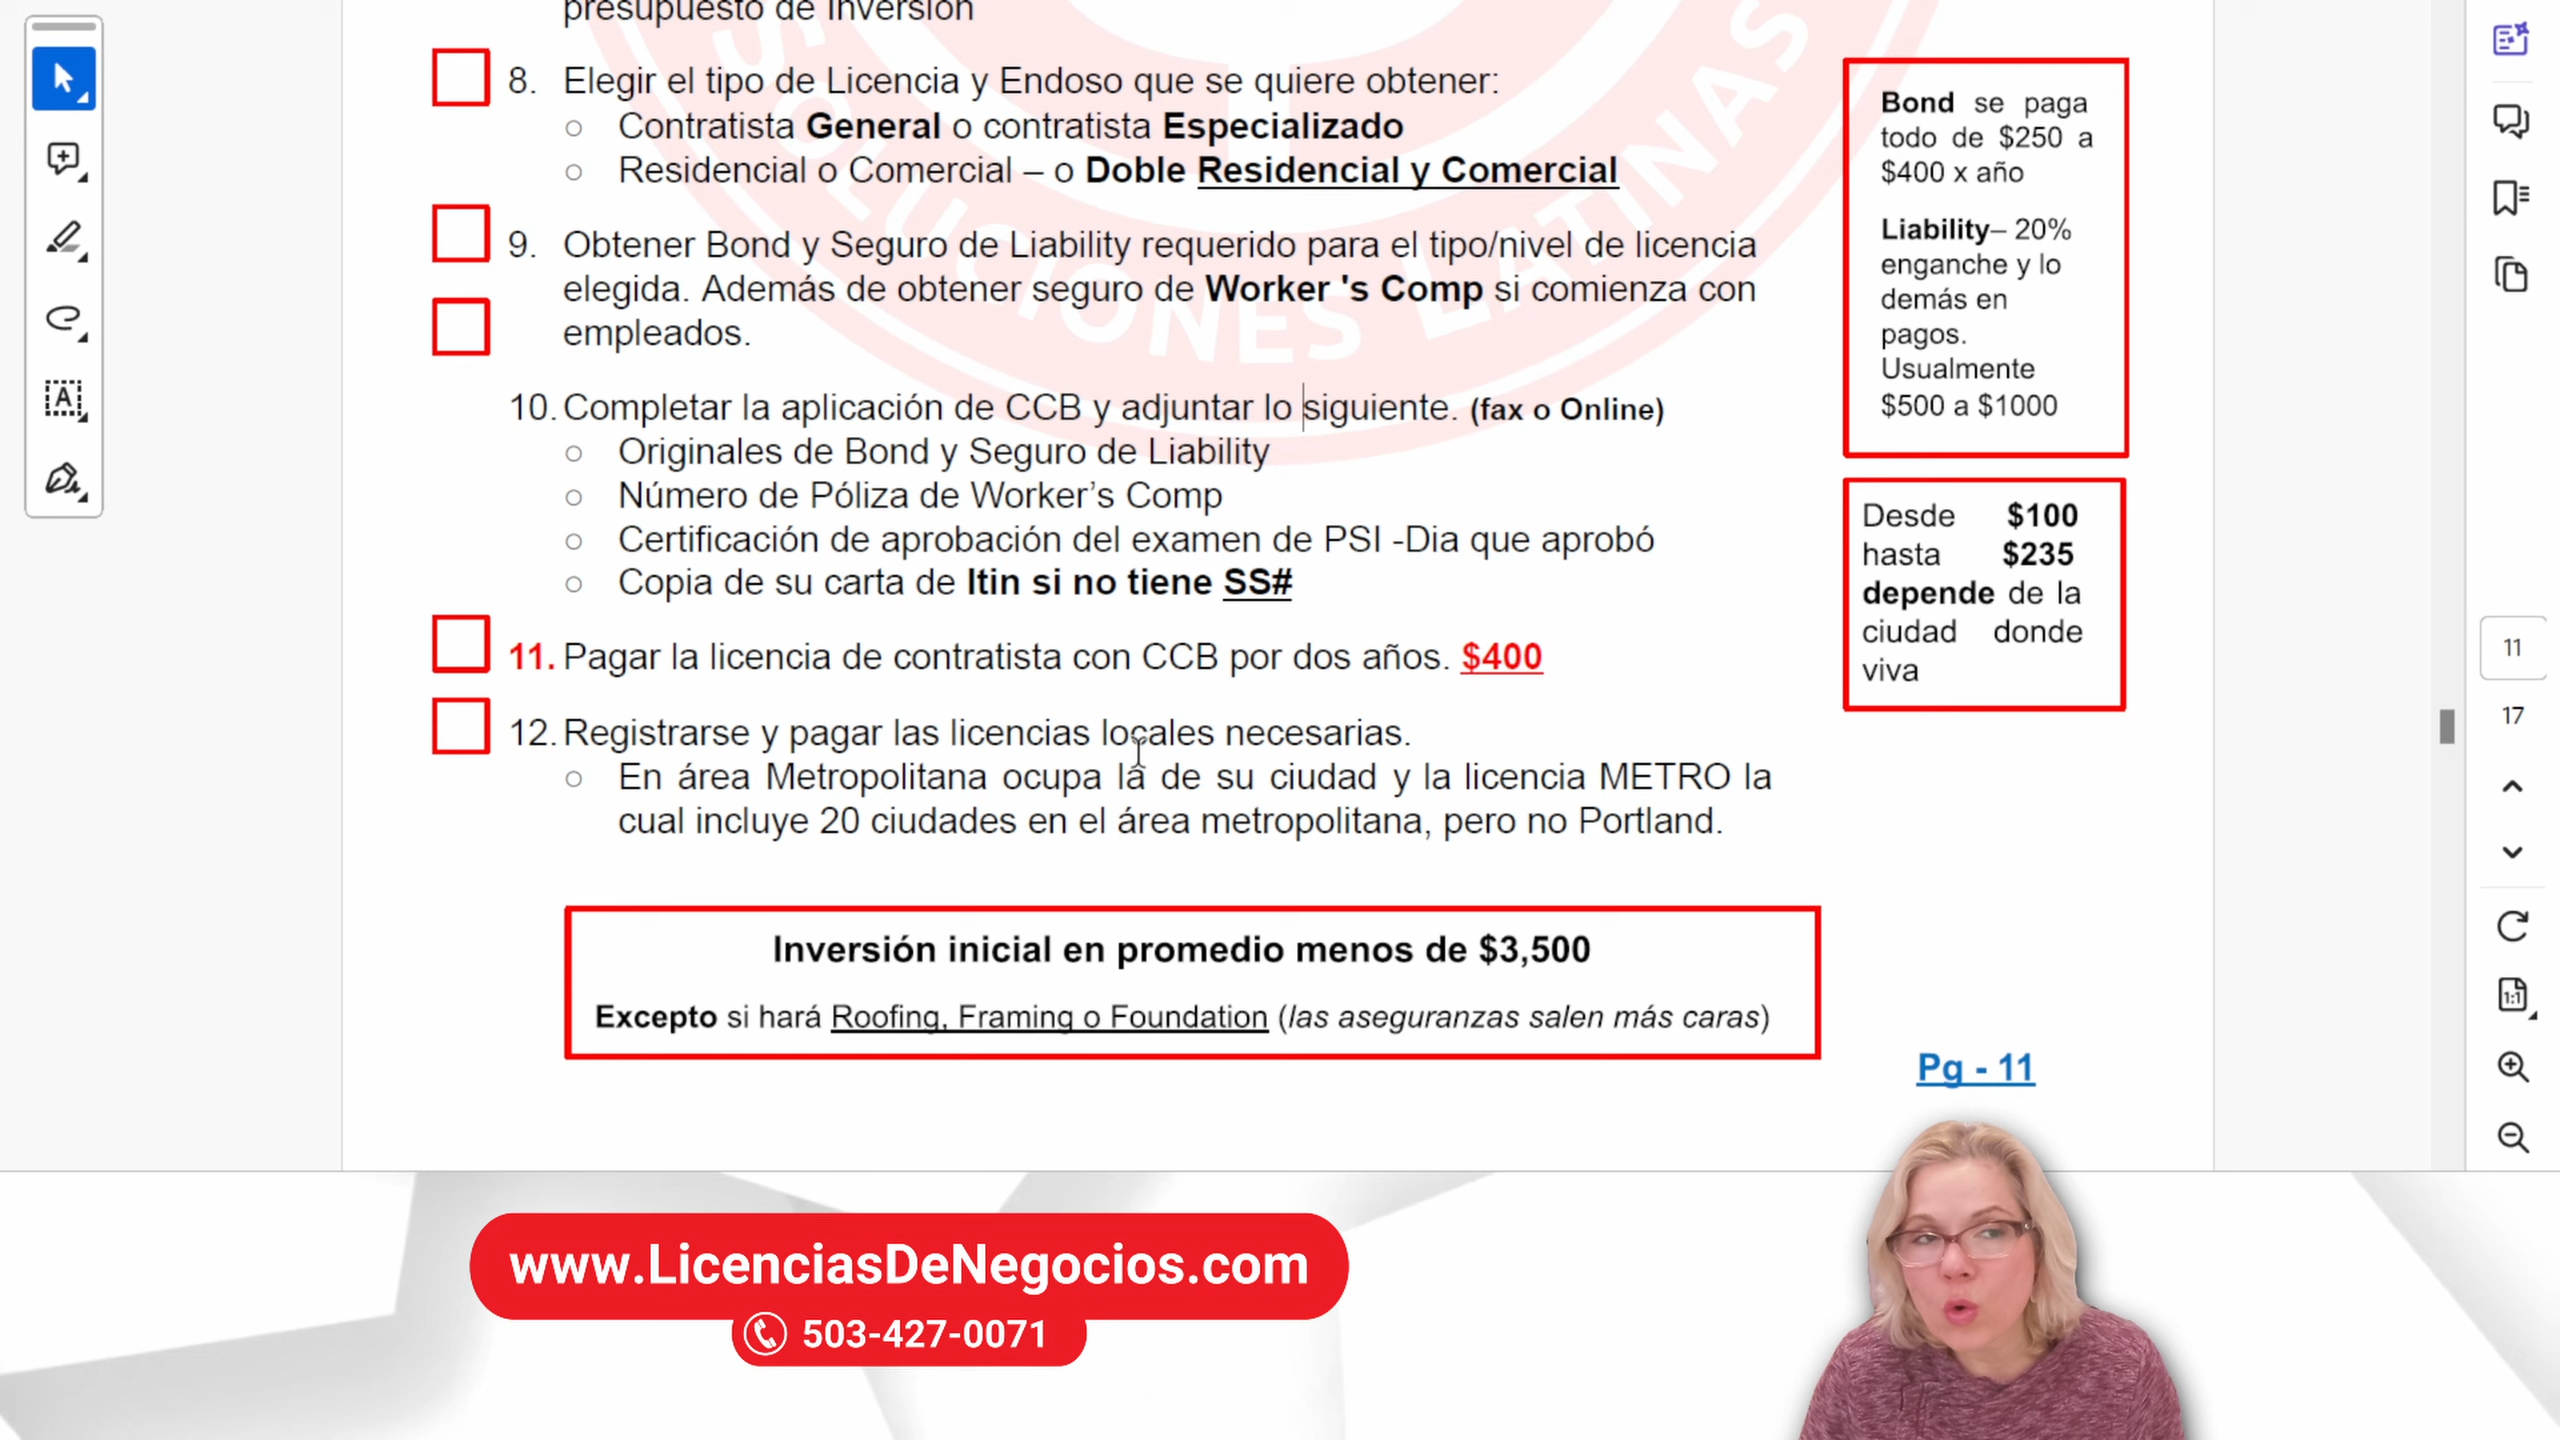 presupuesto de inversión
8. Elegir el tipo de Licencia y Endoso que se quiere obtener:
○ Contratista General o contratista Especializado
○ Residencial o Comercial – o Doble Residencial y Comercial
9. Obtener Bond y Seguro de Liability requerido para el tipo/nivel de licencia
elegida. Además de obtener seguro de Worker 's Comp si comienza con
empleados.
10. Completar la aplicación de CCB y adjuntar lo siguiente. (fax o Online)
○ Originales de Bond y Seguro de Liability
○ Número de Póliza de Worker’s Comp
○ Certificación de aprobación del examen de PSI -Dia que aprobó
○ Copia de su carta de Itin si no tiene SS#
11. Pagar la licencia de contratista con CCB por dos años. $400
12. Registrarse y pagar las licencias locales necesarias.
○ En área Metropolitana ocupa la de su ciudad y la licencia METRO la
cual incluye 20 ciudades en el área metropolitana, pero no Portland.
Inversión inicial en promedio menos de $3,500
Excepto si hará Roofing, Framing o Foundation (las aseguranzas salen más caras)
Bond se paga
todo de $250 a
$400 x año
Liability– 20%
enganche y lo
demás en
pagos.
Usualmente
$500 a $1000
Desde $100
hasta $235
depende de la
ciudad donde
viva
Pg - 11
SOLUCIONES LATINAS
11
17
1:1
A
www.LicenciasDeNegocios.com
503-427-0071